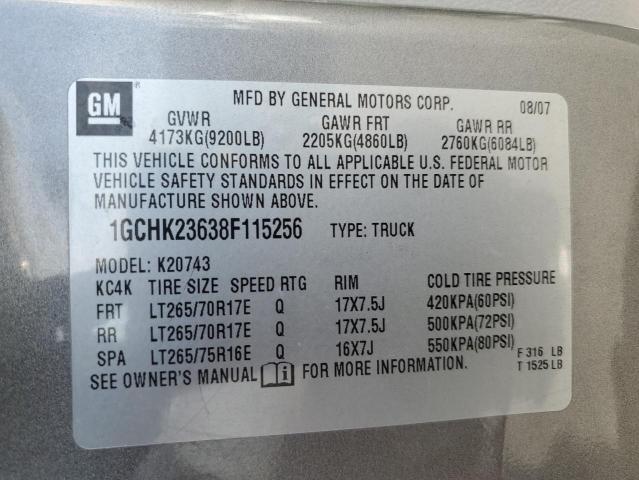 GM
MFD BY GENERAL MOTORS CORP. 08/07
GVWR GAWR FRT GAWR RR
4173KG(9200LB) 2205KG(4860LB) 2760KG(6084LB)
THIS VEHICLE CONFORMS TO ALL APPLICABLE U.S. FEDERAL MOTOR
VEHICLE SAFETY STANDARDS IN EFFECT ON THE DATE OF
MANUFACTURE SHOWN ABOVE.
1GCHK23638F115256 TYPE: TRUCK
MODEL: K20743
KC4K TIRE SIZE SPEED RTG RIM COLD TIRE PRESSURE
FRT LT265/70R17E Q 17X7.5J 420KPA(60PSI)
RR LT265/70R17E Q 17X7.5J 500KPA(72PSI)
SPA LT265/75R16E Q 16X7J 550KPA(80PSI)
F 316 LB
SEE OWNER'S MANUAL i FOR MORE INFORMATION. T 1525 LB